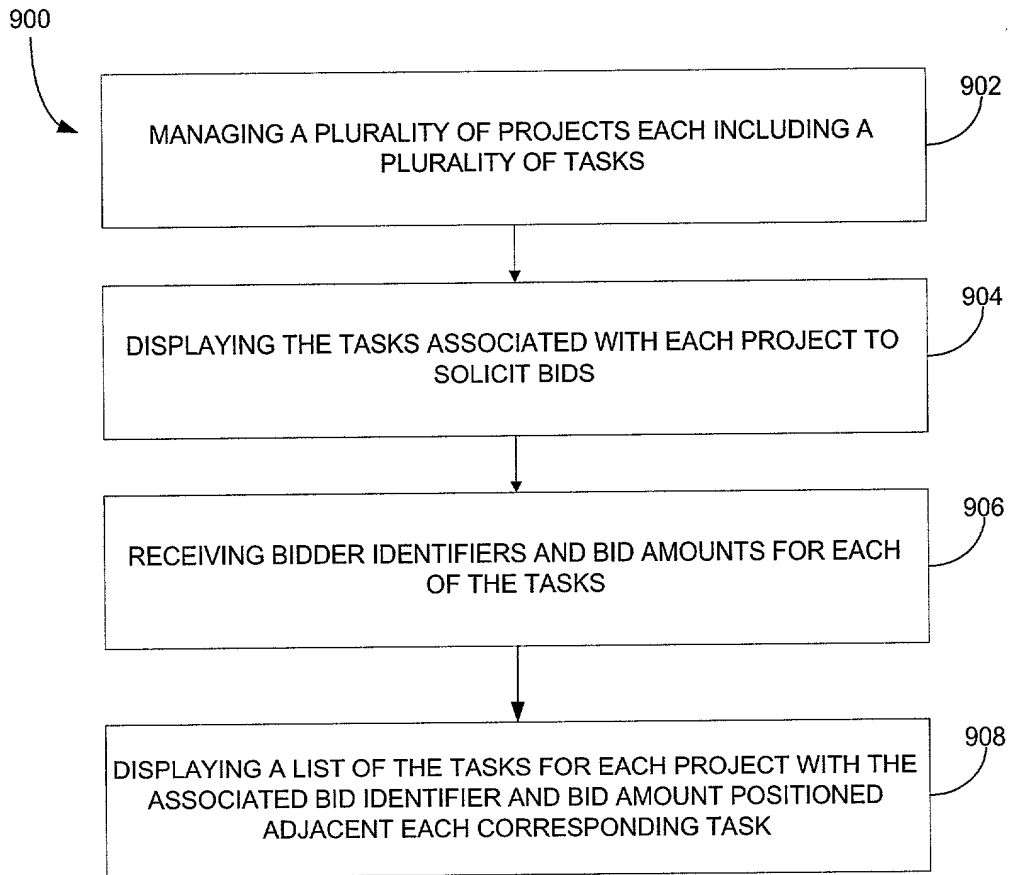 900
902
MANAGING A PLURALITY OF PROJECTS EACH INCLUDING A
PLURALITY OF TASKS
904
DISPLAYING THE TASKS ASSOCIATED WITH EACH PROJECT TO
SOLICIT BIDS
906
RECEIVING BIDDER IDENTIFIERS AND BID AMOUNTS FOR EACH
OF THE TASKS
908
DISPLAYING A LIST OF THE TASKS FOR EACH PROJECT WITH THE
ASSOCIATED BID IDENTIFIER AND BID AMOUNT POSITIONED
ADJACENT EACH CORRESPONDING TASK